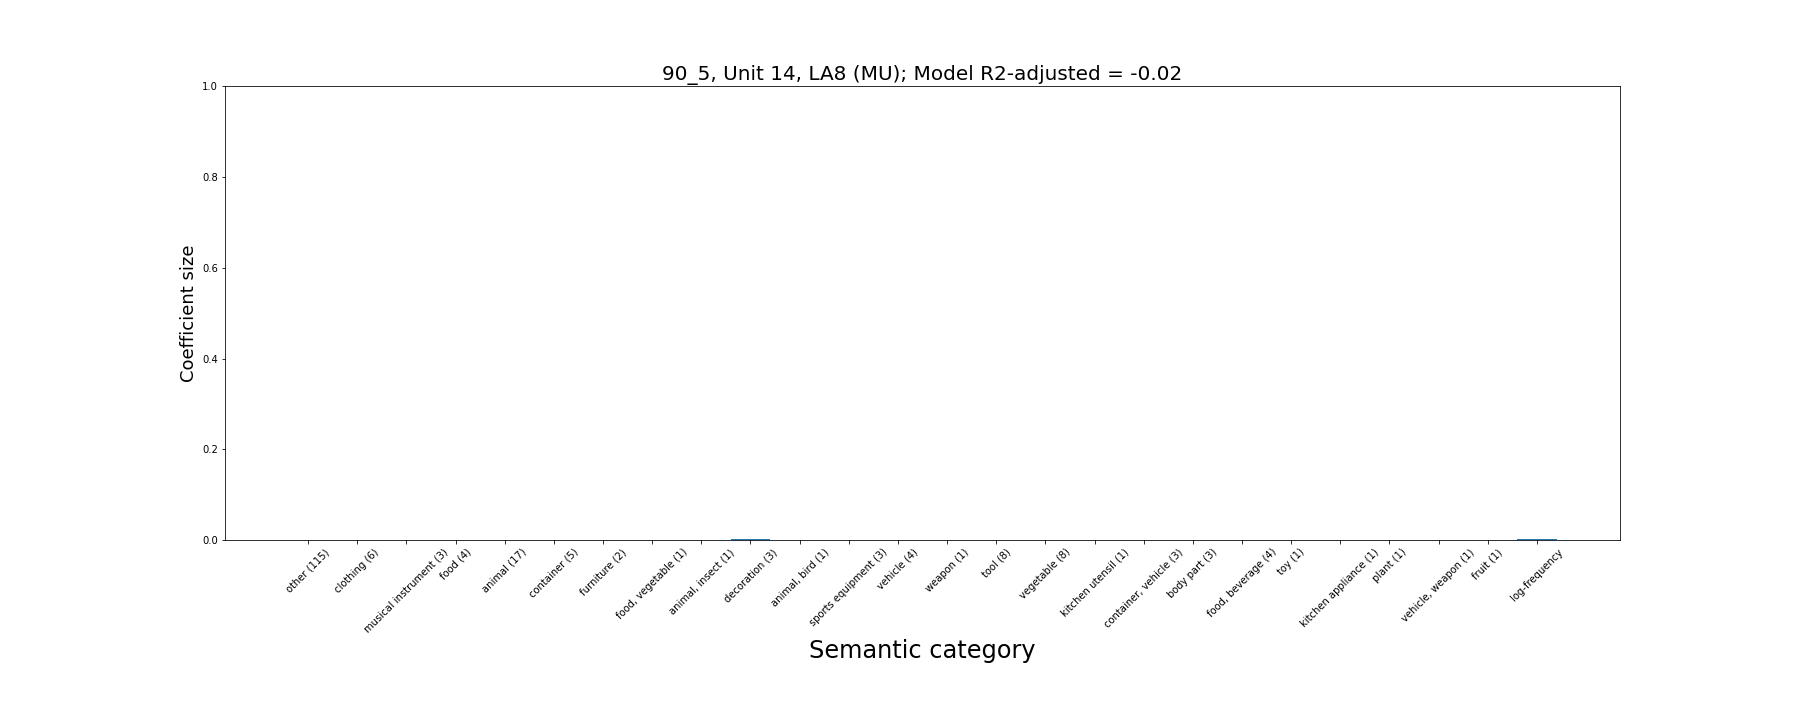 90_5, Unit 14, LA8 (MU); Model R2-adjusted = -0.02
1.0
0.8
0.6
0.4
0.2
0.0
Coefficient size
other (115)
clothing (6)
musical instrument (3)
food (4)
animal (17)
container (5)
furniture (2)
food, vegetable (1)
animal, insect (1)
decoration (3)
animal, bird (1)
sports equipment (3)
vehicle (4)
weapon (1)
tool (8)
vegetable (8)
kitchen utensil (1)
container, vehicle (3)
body part (3)
food, beverage (4)
toy (1)
kitchen appliance (1)
plant (1)
vehicle, weapon (1)
fruit (1)
log-frequency
Semantic category